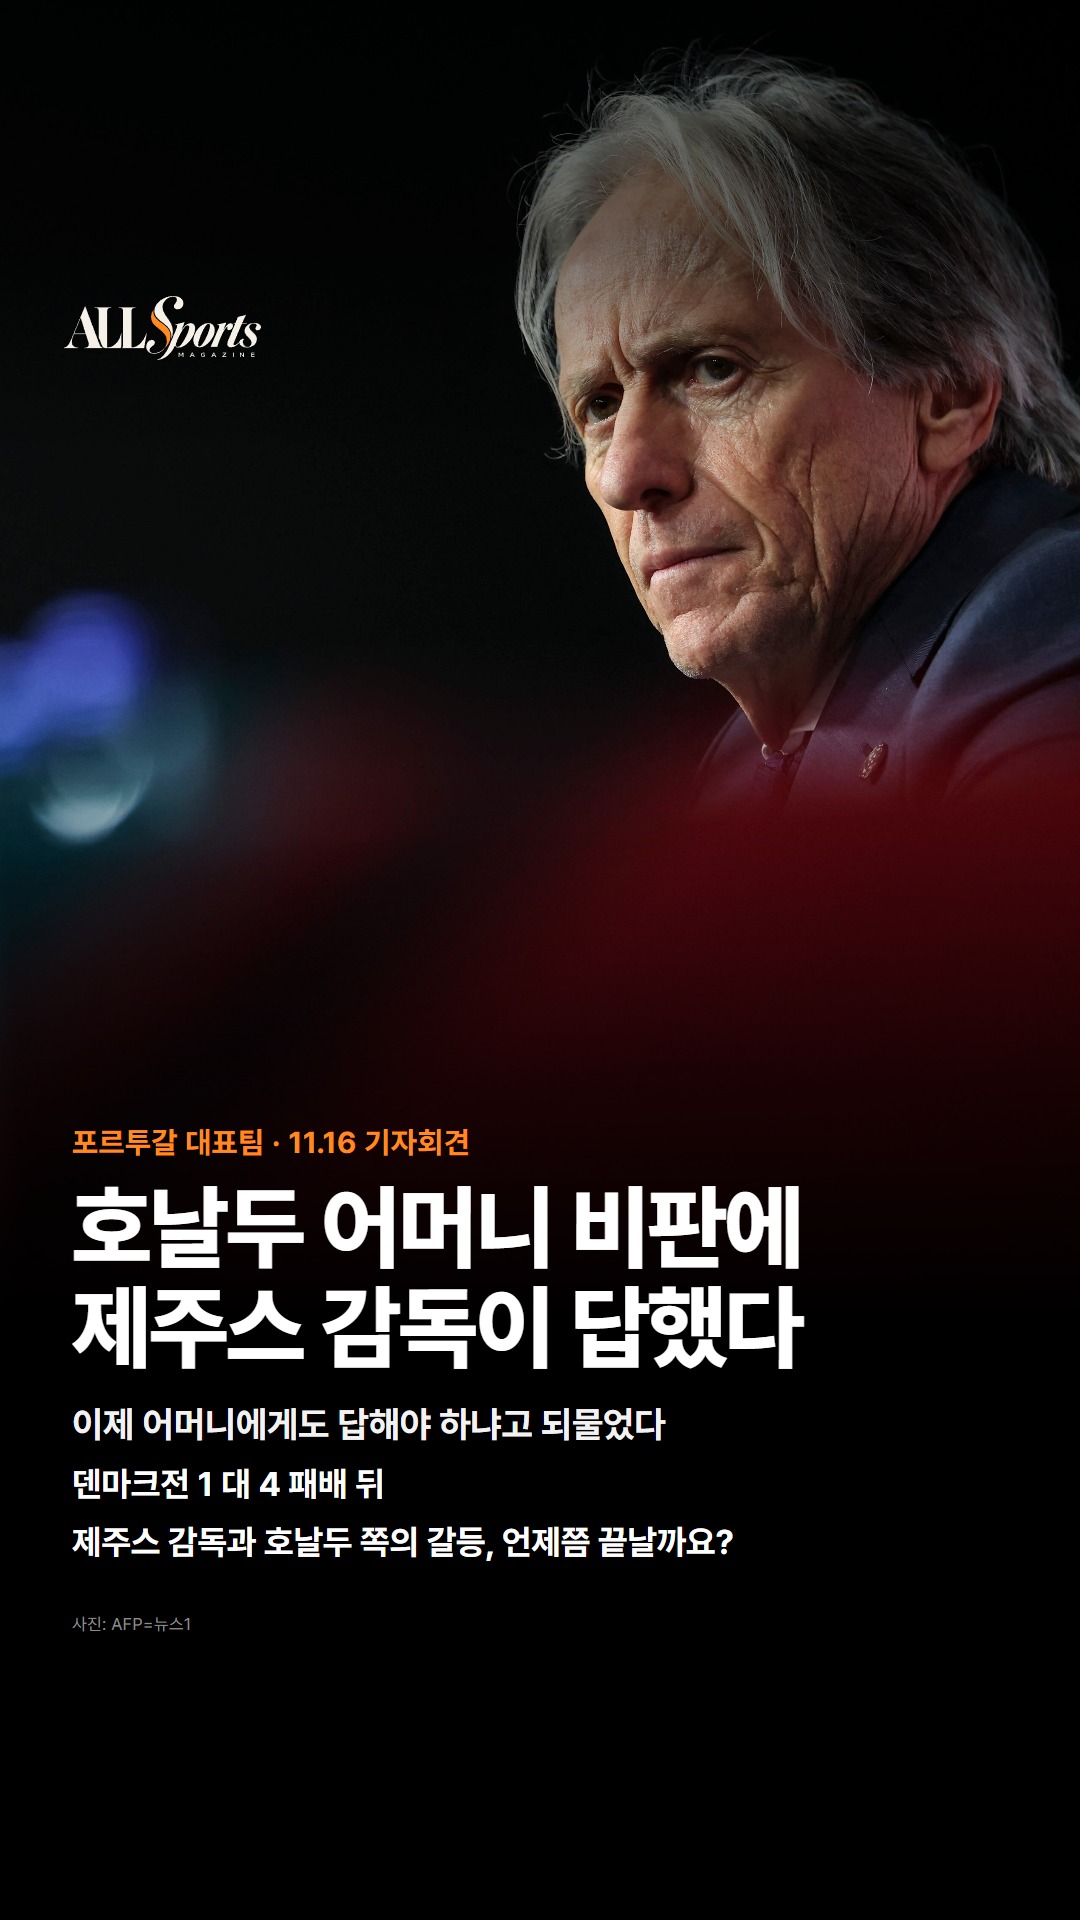 ALL Sports
MAGAZINE
포르투갈 대표팀 · 11.16 기자회견
호날두 어머니 비판에
제주스 감독이 답했다
이제 어머니에게도 답해야 하냐고 되물었다
덴마크전 1 대 4 패배 뒤
제주스 감독과 호날두 쪽의 갈등, 언제쯤 끝날까요?
사진: AFP=뉴스1